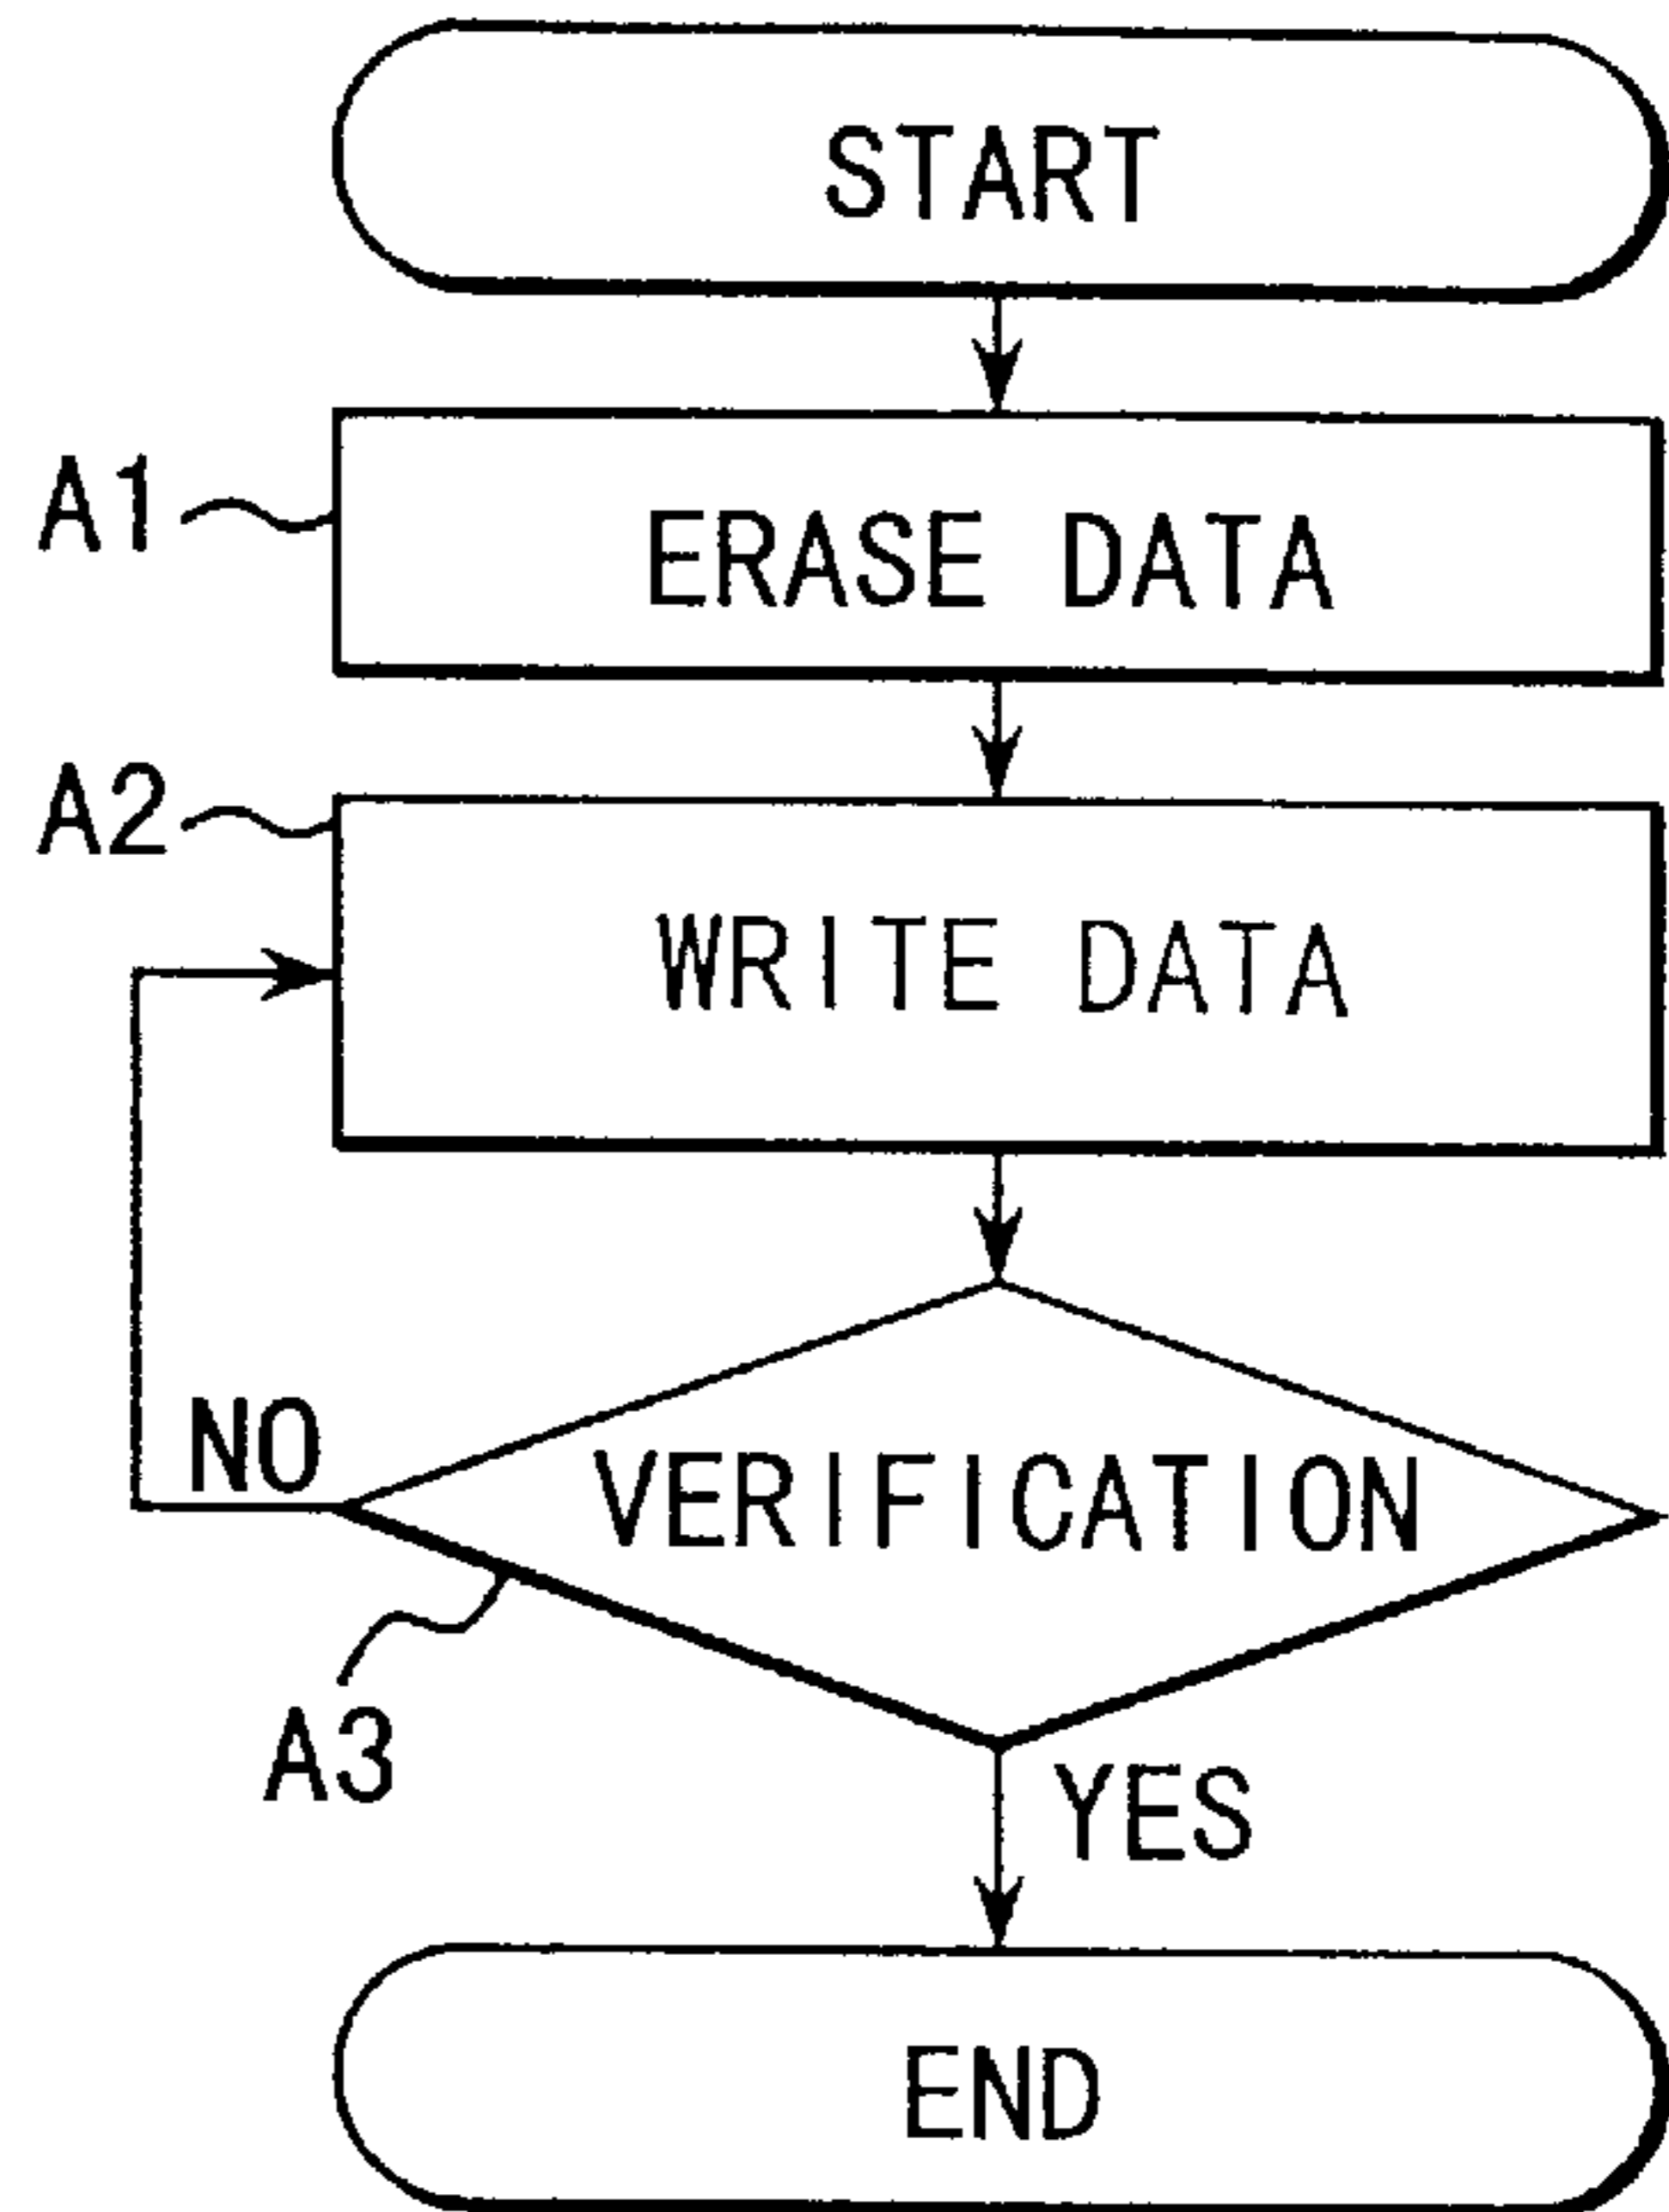 START
A1
ERASE DATA
A2
WRITE DATA
NO
VERIFICATION
A3
YES
END